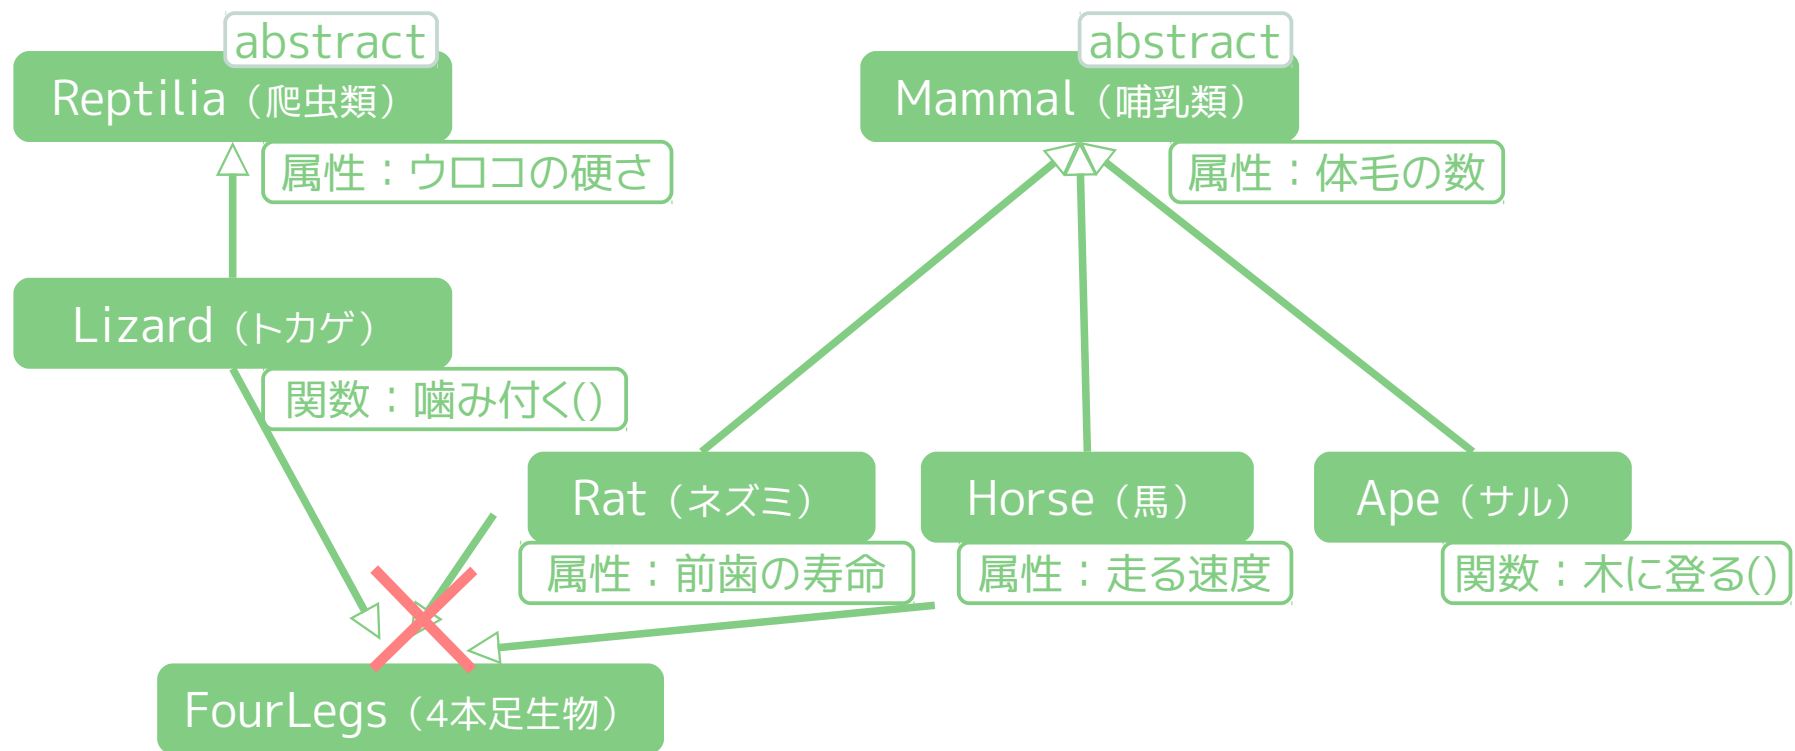 abstract
Reptilia（爬虫類）
属性：ウロコの硬さ
abstract
Mammal（哺乳類）
属性：体毛の数
Lizard（トカゲ）
関数：噛み付く()
Rat（ネズミ）
属性：前歯の寿命
Horse（馬）
属性：走る速度
Ape（サル）
関数：木に登る()
FourLegs（4本足生物）